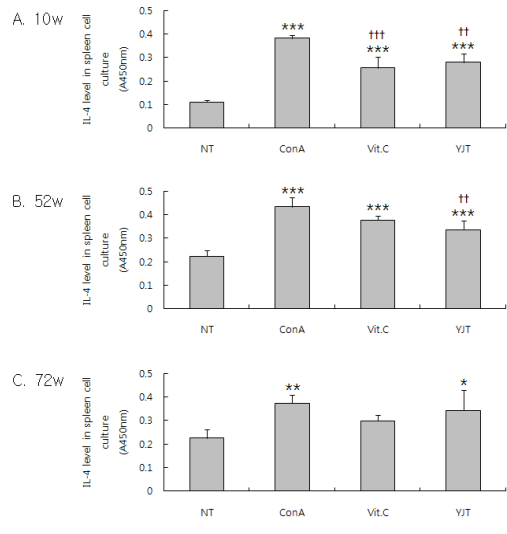 A. 10w
IL-4 level in spleen cell
culture
(A450nm)
0.5
0.4
0.3
0.2
0.1
0
***
†††
***
††
***
NT ConA Vit.C YJT
B. 52w
IL-4 level in spleen cell
culture
(A450nm)
0.5
0.4
0.3
0.2
0.1
0
***
***
††
***
NT ConA Vit.C YJT
C. 72w
IL-4 level in spleen cell
culture
(A450nm)
0.5
0.4
0.3
0.2
0.1
0
**
*
NT ConA Vit.C YJT